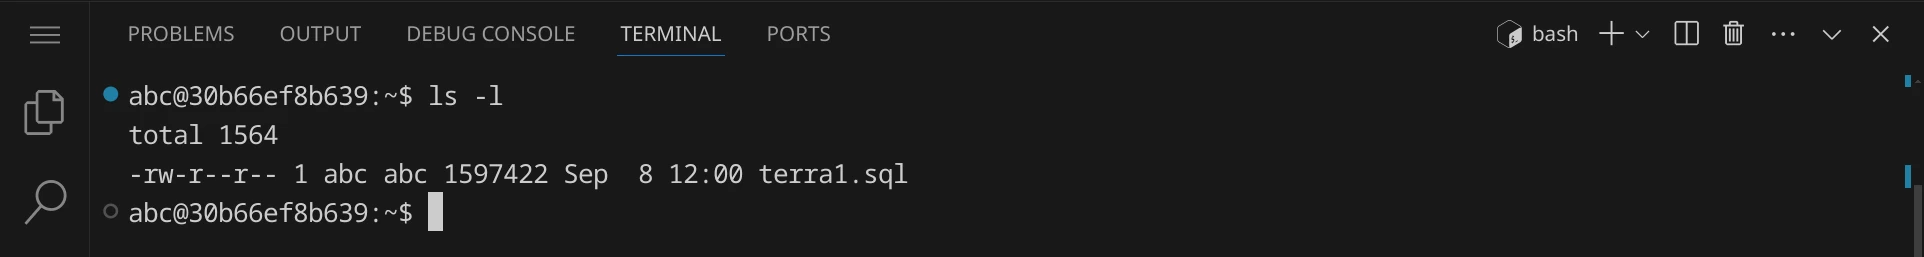 PROBLEMS OUTPUT DEBUG CONSOLE TERMINAL PORTS bash
abc@30b66ef8b639:~$ ls -l
total 1564
-rw-r--r-- 1 abc abc 1597422 Sep  8 12:00 terra1.sql
abc@30b66ef8b639:~$